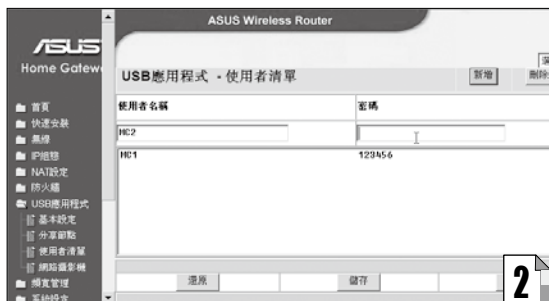 ASUS Wireless Router
ASUS
Home Gatew
USB應用程式 - 使用者清單
新增
刪除
使用者名稱
密碼
MC2
MC1
123456
首頁
快速安裝
無線
IP組態
NAT設定
防火牆
USB應用程式
基本設定
分享節點
使用者清單
網路攝影機
頻寬管理
系統設定
還原
儲存
2